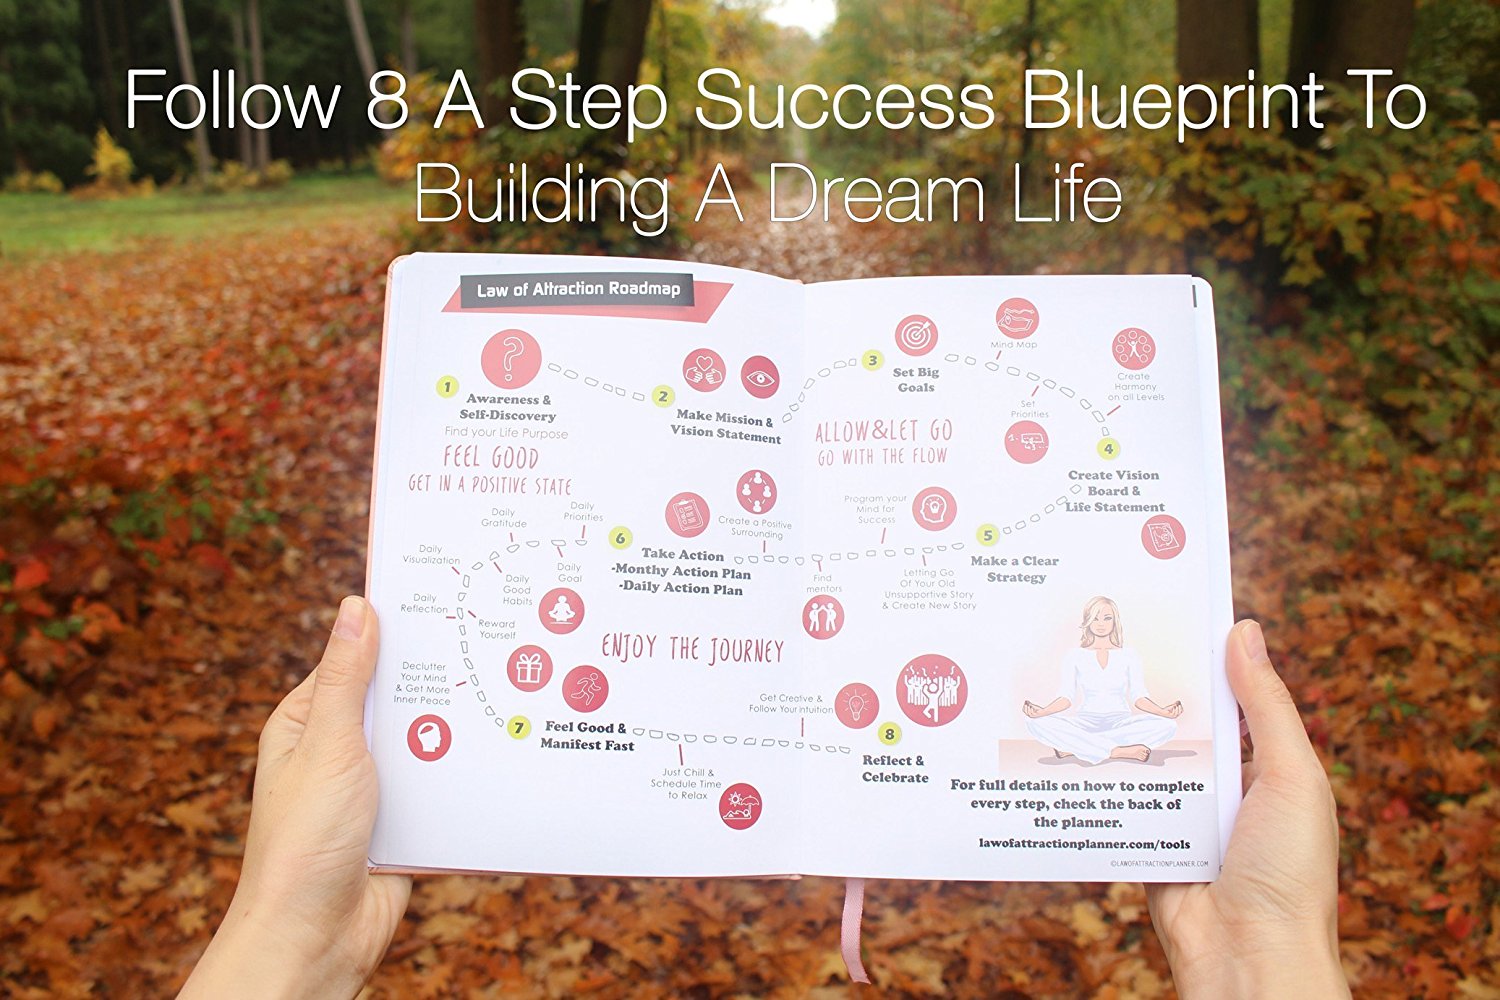 Follow 8 A Step Success Blueprint To
Building A Dream Life
Law of Attraction Roadmap
1
Awareness &
Self-Discovery
Find your Life Purpose
FEEL GOOD
GET IN A POSITIVE STATE
2
Make Mission &
Vision Statement
3
Set Big
Goals
Mind Map
Set
Priorities
1.
Create
Harmony
on all Levels
ALLOW&LET GO
GO WITH THE FLOW
4
Create Vision
Board &
Life Statement
5
Make a Clear
Strategy
Program your
Mind for
Success
Letting Go
Of Your Old
Unsupportive Story
& Create New Story
Find
mentors
Create a Positive
Surrounding
6
Take Action
-Monthy Action Plan
-Daily Action Plan
Daily
Priorities
Daily
Goal
Daily
Gratitude
Daily
Good
Habits
Daily
Visualization
Daily
Reflection
Reward
Yourself
Declutter
Your Mind
& Get More
Inner Peace
ENJOY THE JOURNEY
7
Feel Good &
Manifest Fast
Just Chill &
Schedule Time
to Relax
Get Creative &
Follow Your Intuition
8
Reflect &
Celebrate
For full details on how to complete
every step, check the back of
the planner.
lawofattractionplanner.com/tools
©LAWOFATTRACTIONPLANNER.COM